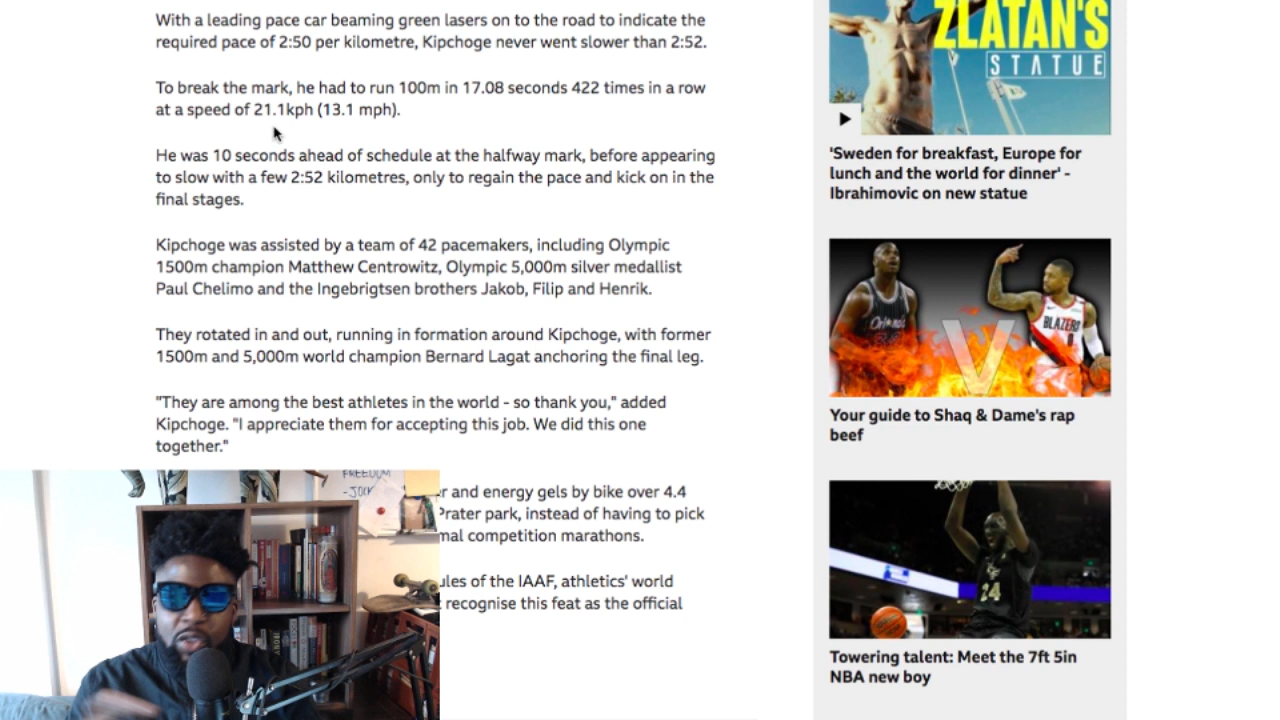 With a leading pace car beaming green lasers on to the road to indicate the
required pace of 2:50 per kilometre, Kipchoge never went slower than 2:52.
To break the mark, he had to run 100m in 17.08 seconds 422 times in a row
at a speed of 21.1kph (13.1 mph).
He was 10 seconds ahead of schedule at the halfway mark, before appearing
to slow with a few 2:52 kilometres, only to regain the pace and kick on in the
final stages.
Kipchoge was assisted by a team of 42 pacemakers, including Olympic
1500m champion Matthew Centrowitz, Olympic 5,000m silver medallist
Paul Chelimo and the Ingebrigtsen brothers Jakob, Filip and Henrik.
They rotated in and out, running in formation around Kipchoge, with former
1500m and 5,000m world champion Bernard Lagat anchoring the final leg.
"They are among the best athletes in the world - so thank you," added
Kipchoge. "I appreciate them for accepting this job. We did this one
together."
and energy gels by bike over 4.4
Prater park, instead of having to pick
competition marathons.
of the IAAF, athletics' world
recognise this feat as the official
FREEDOM
ZLATAN'S
STATUE
'Sweden for breakfast, Europe for
lunch and the world for dinner' -
Ibrahimovic on new statue
Orlando
BLAZERS
V
Your guide to Shaq & Dame's rap
beef
24
Towering talent: Meet the 7ft 5in
NBA new boy